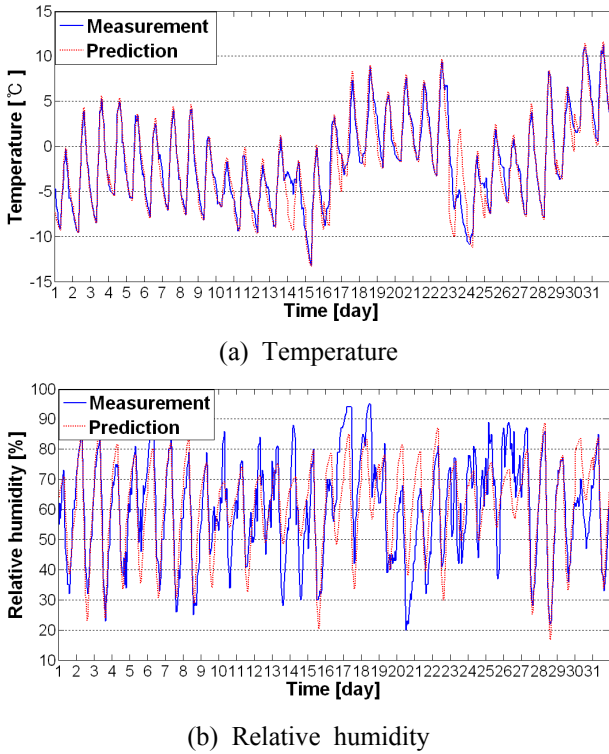 15
10
5
0
-5
-10
-15
Temperature [℃]
Measurement
Prediction
1 2 3 4 5 6 7 8 9 10 11 12 13 14 15 16 17 18 19 20 21 22 23 24 25 26 27 28 29 30 31
Time [day]
(a) Temperature
100
90
80
70
60
50
40
30
20
10
Relative humidity [%]
Measurement
Prediction
1 2 3 4 5 6 7 8 9 10 11 12 13 14 15 16 17 18 19 20 21 22 23 24 25 26 27 28 29 30 31
Time [day]
(b) Relative humidity